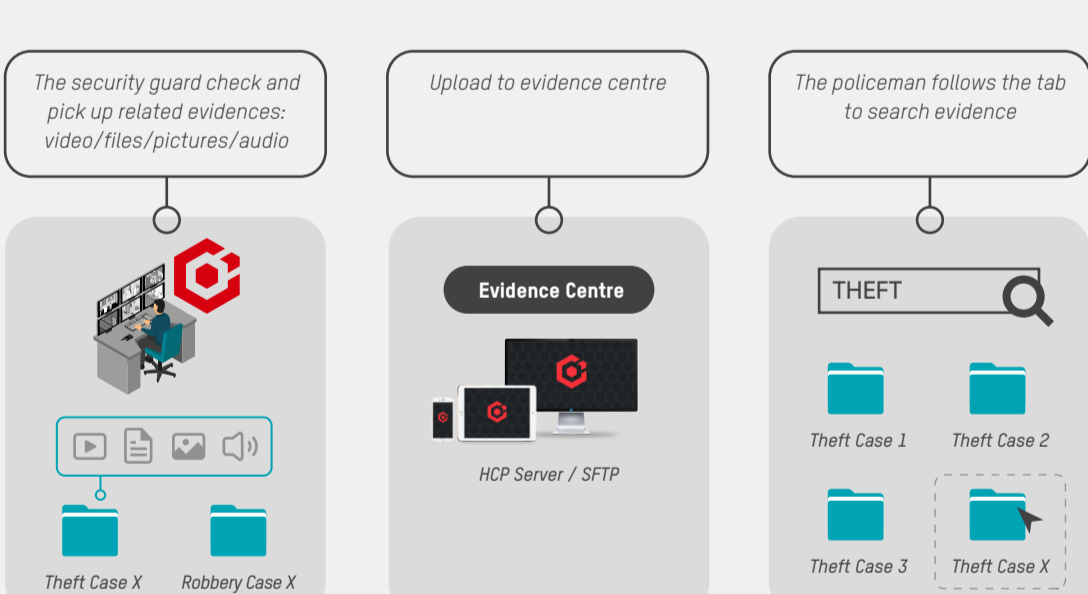 The security guard check and
pick up related evidences:
video/files/pictures/audio
Upload to evidence centre
The policeman follows the tab
to search evidence
Theft Case X
Robbery Case X
Evidence Centre
HCP Server / SFTP
THEFT
Theft Case 1
Theft Case 2
Theft Case 3
Theft Case X